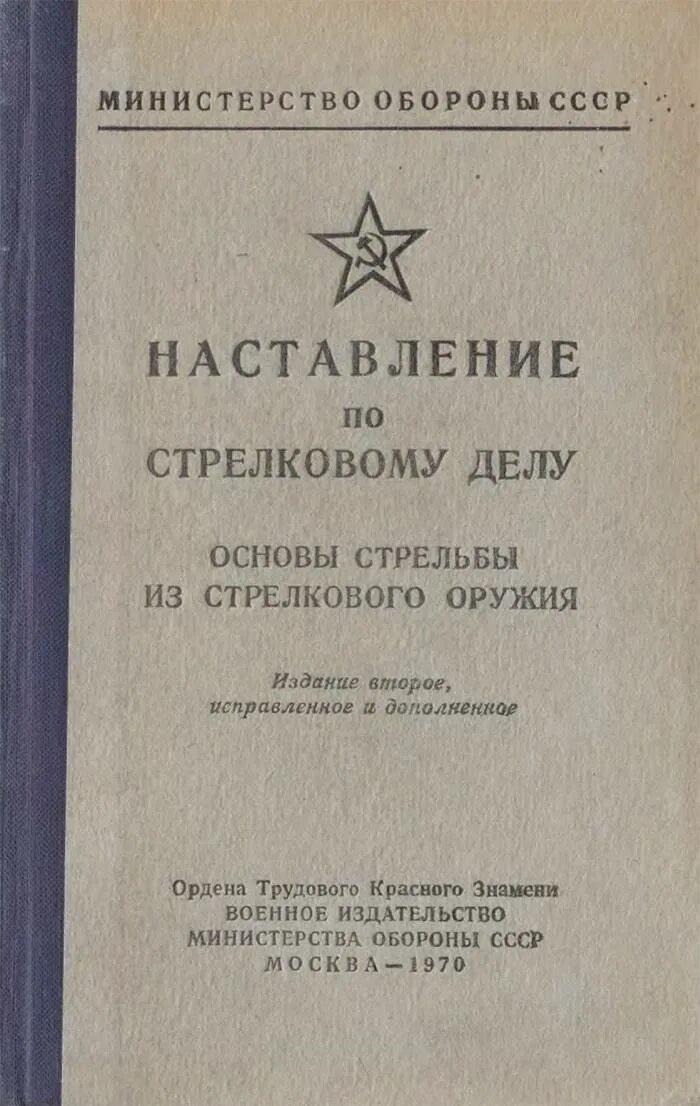 МИНИСТЕРСТВО ОБОРОНЫ СССР
НАСТАВЛЕНИЕ
ПО
СТРЕЛКОВОМУ ДЕЛУ
ОСНОВЫ СТРЕЛЬБЫ
ИЗ СТРЕЛКОВОГО ОРУЖИЯ
Издание второе,
исправленное и дополненное
Ордена Трудового Красного Знамени
ВОЕННОЕ ИЗДАТЕЛЬСТВО
МИНИСТЕРСТВА ОБОРОНЫ СССР
МОСКВА — 1970